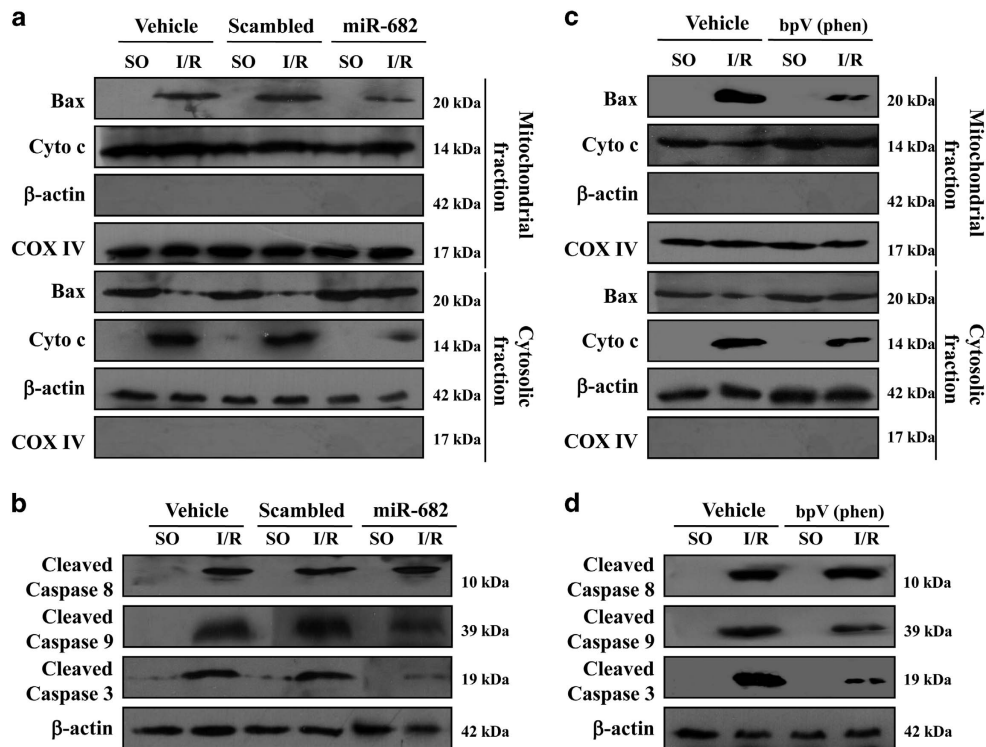 a
Vehicle Scambled miR-682
SO I/R SO I/R SO I/R
Bax 20 kDa
Cyto c 14 kDa
β-actin 42 kDa
COX IV 17 kDa
Mitochondrial
fraction
Bax 20 kDa
Cyto c 14 kDa
β-actin 42 kDa
COX IV 17 kDa
Cytosolic
fraction
b
Vehicle Scambled miR-682
SO I/R SO I/R SO I/R
Cleaved
Caspase 8 10 kDa
Cleaved
Caspase 9 39 kDa
Cleaved
Caspase 3 19 kDa
β-actin 42 kDa
c
Vehicle bpV (phen)
SO I/R SO I/R
Bax 20 kDa
Cyto c 14 kDa
β-actin 42 kDa
COX IV 17 kDa
Mitochondrial
fraction
Bax 20 kDa
Cyto c 14 kDa
β-actin 42 kDa
COX IV 17 kDa
Cytosolic
fraction
d
Vehicle bpV (phen)
SO I/R SO I/R
Cleaved
Caspase 8 10 kDa
Cleaved
Caspase 9 39 kDa
Cleaved
Caspase 3 19 kDa
β-actin 42 kDa